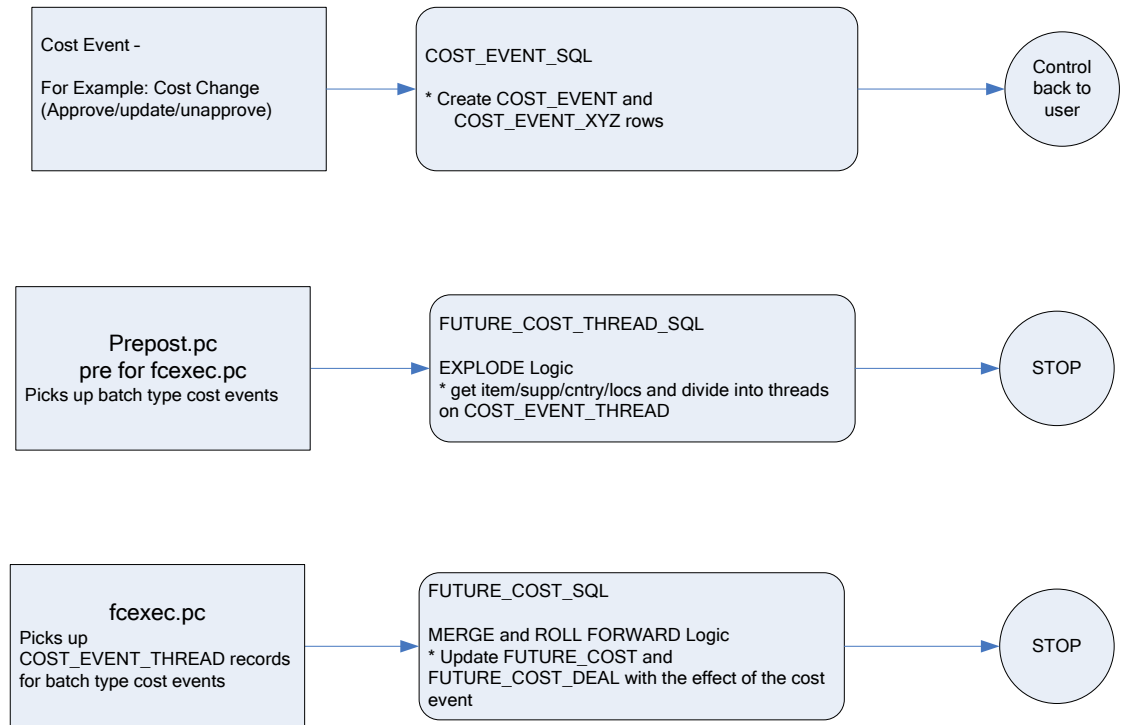 Cost Event –
For Example: Cost Change
(Approve/update/unapprove)
COST_EVENT_SQL
* Create COST_EVENT and
COST_EVENT_XYZ rows
Control
back to
user
Prepost.pc
pre for fcexec.pc
Picks up batch type cost events
FUTURE_COST_THREAD_SQL
EXPLODE Logic
* get item/supp/cntry/locs and divide into threads
on COST_EVENT_THREAD
STOP
fcexec.pc
Picks up
COST_EVENT_THREAD records
for batch type cost events
FUTURE_COST_SQL
MERGE and ROLL FORWARD Logic
* Update FUTURE_COST and
FUTURE_COST_DEAL with the effect of the cost
event
STOP